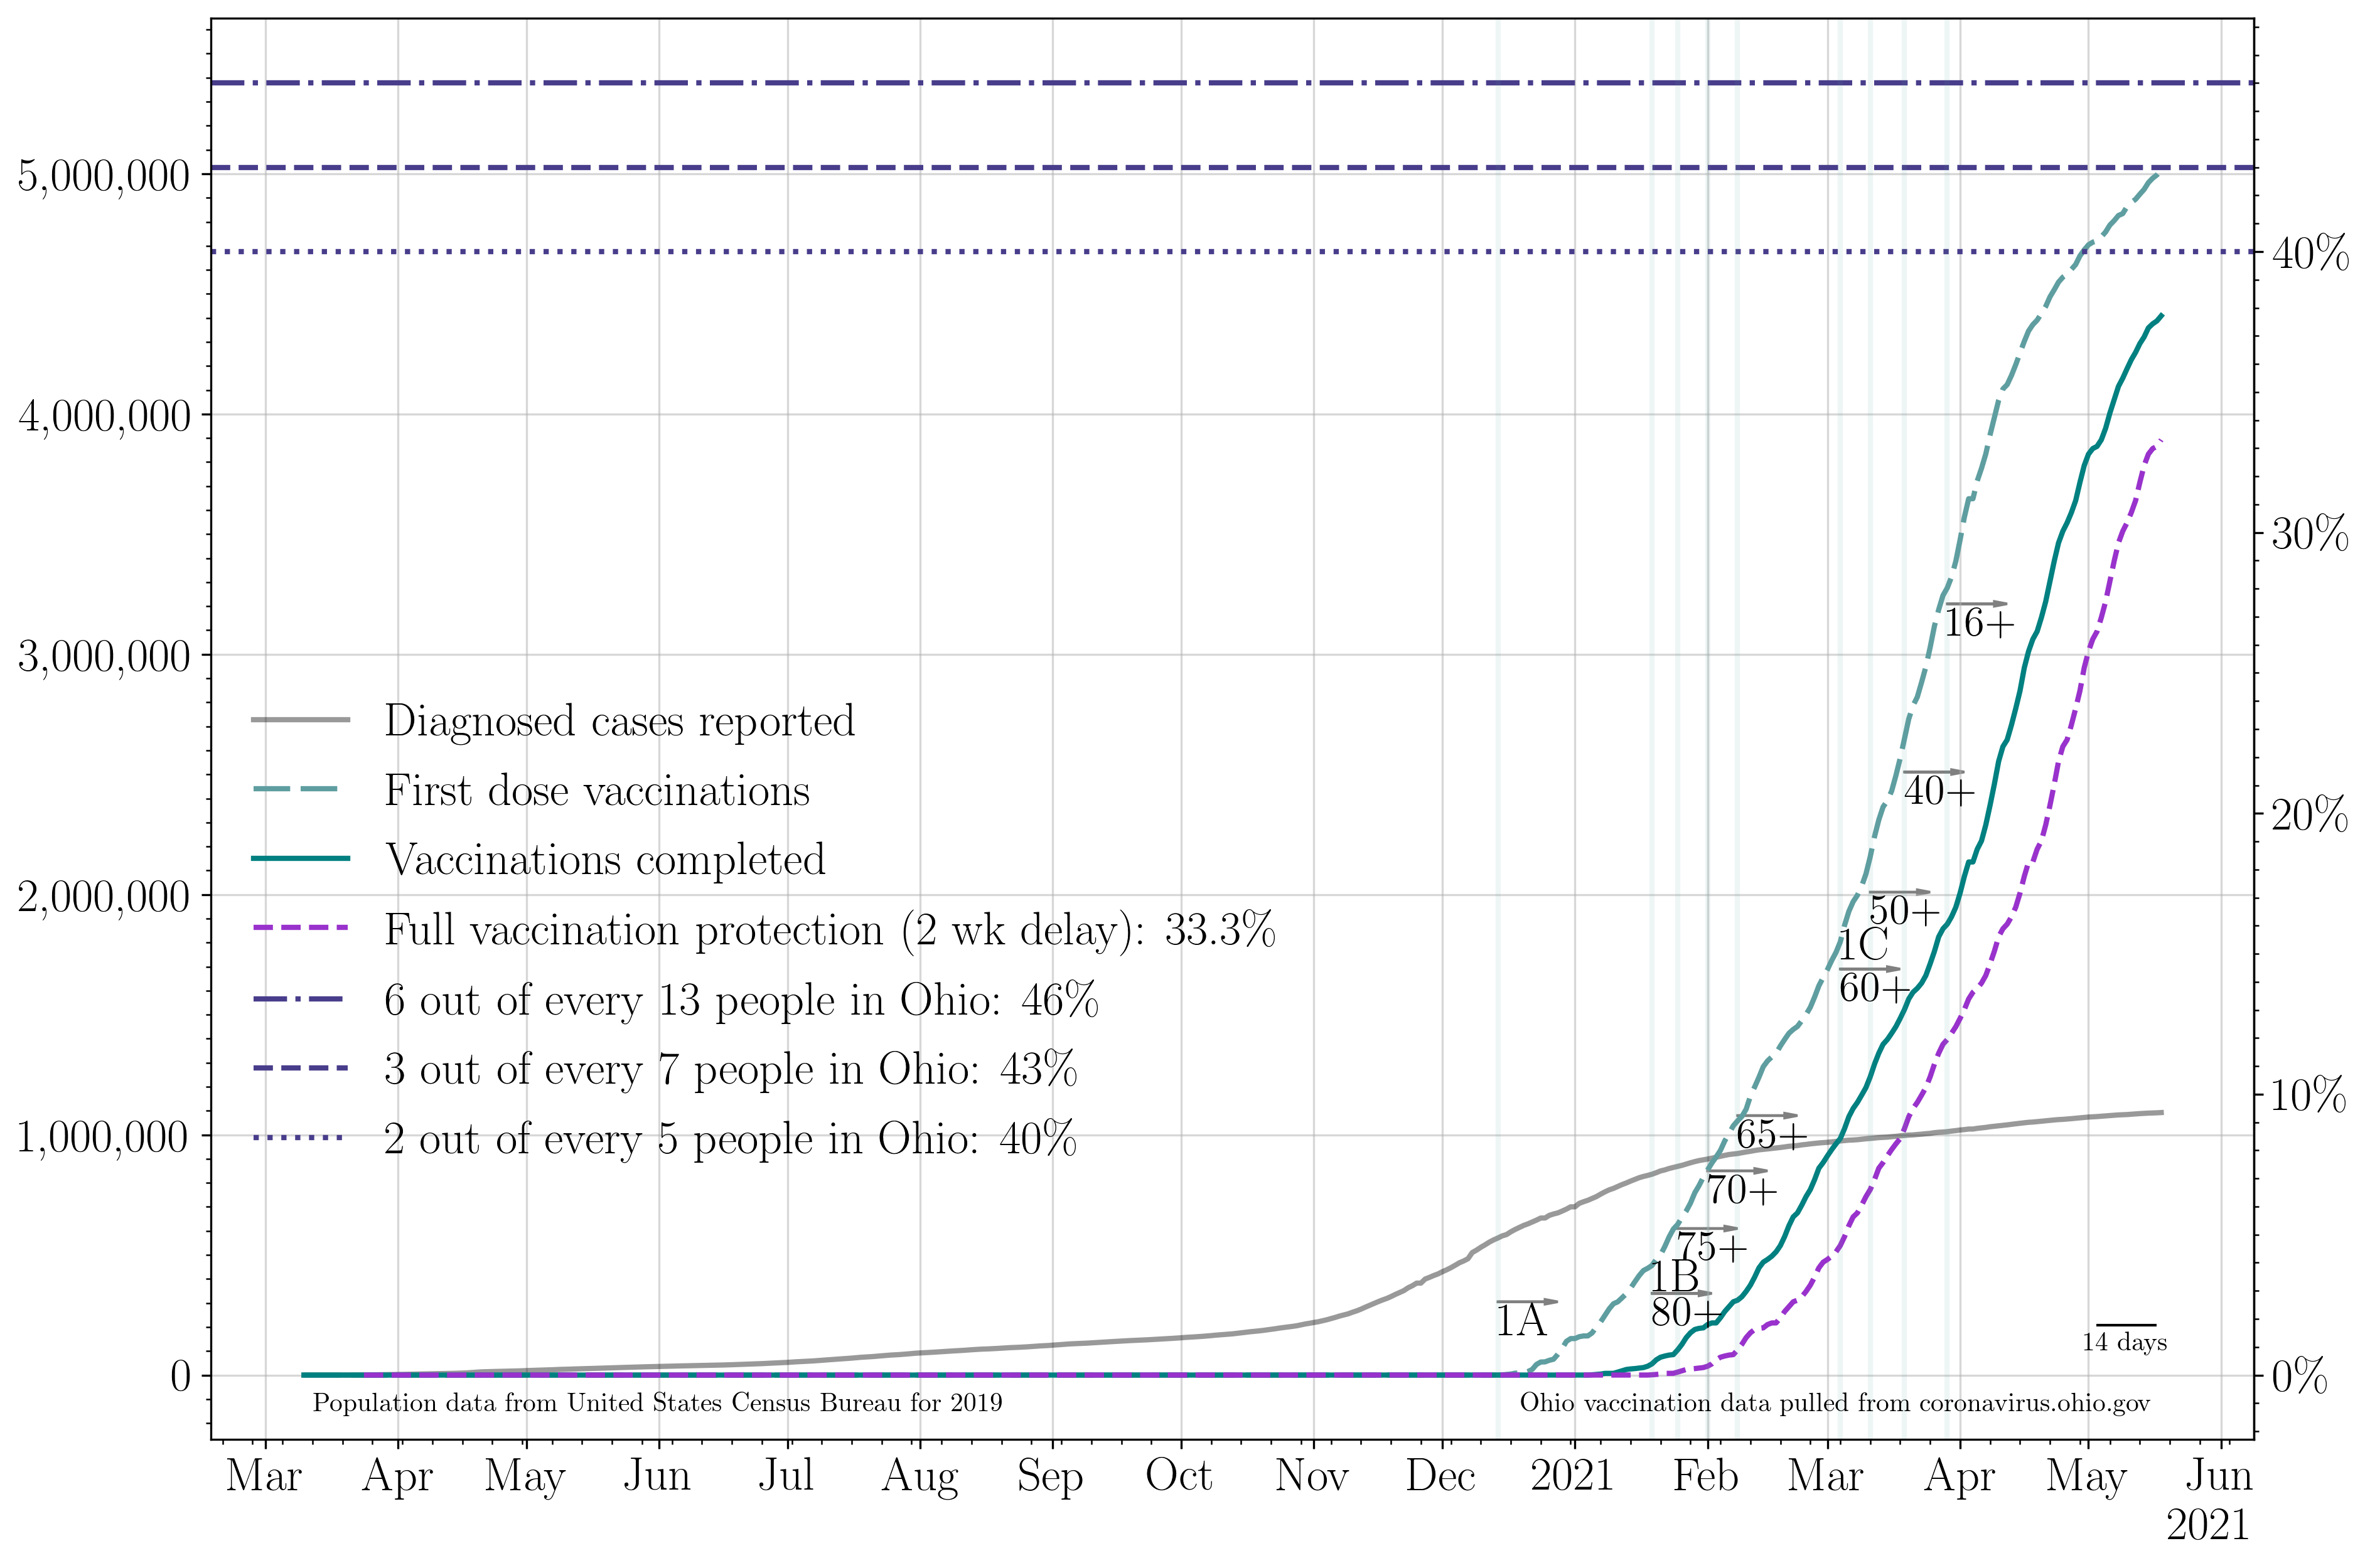 5,000,000
4,000,000
3,000,000
2,000,000
1,000,000
0
40%
30%
20%
10%
0%
Diagnosed cases reported
First dose vaccinations
Vaccinations completed
Full vaccination protection (2 wk delay): 33.3%
6 out of every 13 people in Ohio: 46%
3 out of every 7 people in Ohio: 43%
2 out of every 5 people in Ohio: 40%
16+
40+
50+
1C
60+
65+
70+
75+
1B
80+
1A
14 days
Population data from United States Census Bureau for 2019
Ohio vaccination data pulled from coronavirus.ohio.gov
Mar Apr May Jun Jul Aug Sep Oct Nov Dec 2021 Feb Mar Apr May Jun
2021